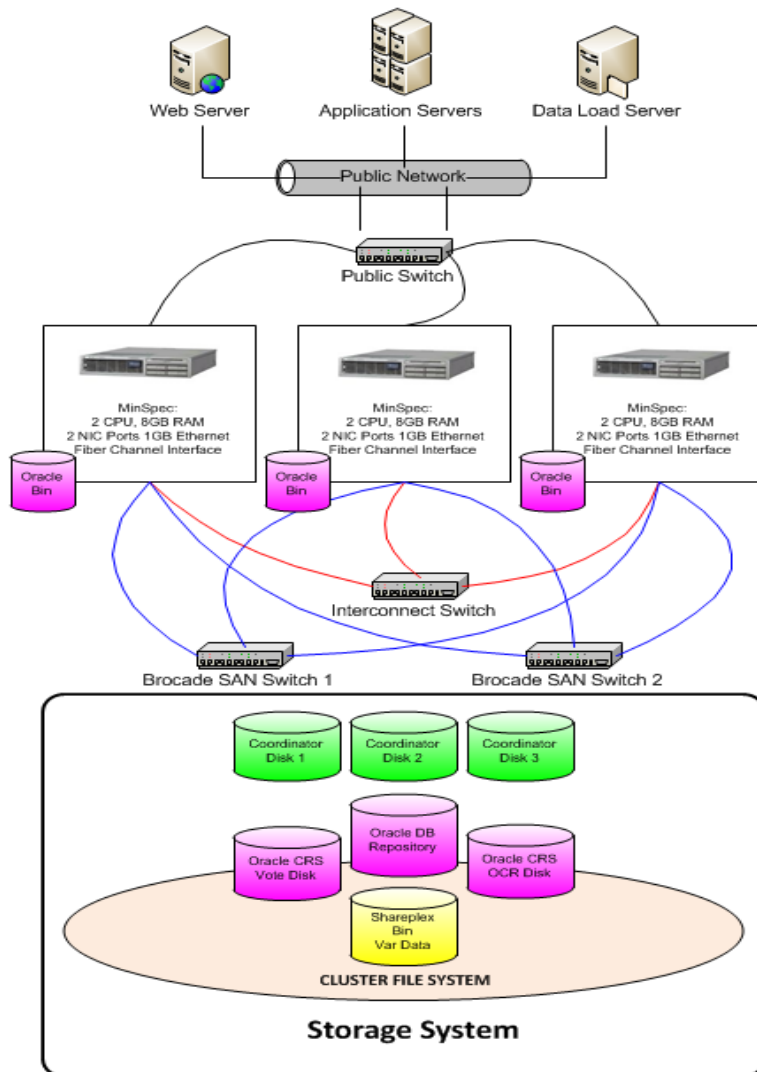 Web Server
Application Servers
Data Load Server
Public Network
Public Switch
MinSpec:
2 CPU, 8GB RAM
2 NIC Ports 1GB Ethernet
Fiber Channel Interface
Oracle
Bin
MinSpec:
2 CPU, 8GB RAM
2 NIC Ports 1GB Ethernet
Fiber Channel Interface
Oracle
Bin
MinSpec:
2 CPU, 8GB RAM
2 NIC Ports 1GB Ethernet
Fiber Channel Interface
Oracle
Bin
Interconnect Switch
Brocade SAN Switch 1
Brocade SAN Switch 2
Coordinator
Disk 1
Coordinator
Disk 2
Coordinator
Disk 3
Oracle DB
Repository
Oracle CRS
Vote Disk
Oracle CRS
OCR Disk
Shareplex
Bin
Var Data
CLUSTER FILE SYSTEM
Storage System